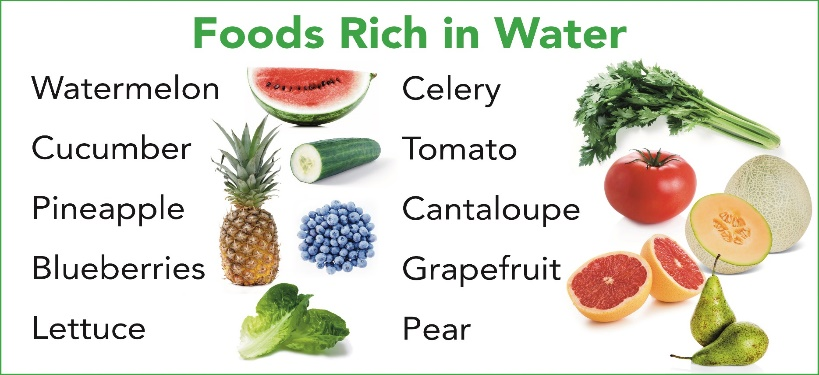 Foods Rich in Water
Watermelon
Cucumber
Pineapple
Blueberries
Lettuce
Celery
Tomato
Cantaloupe
Grapefruit
Pear